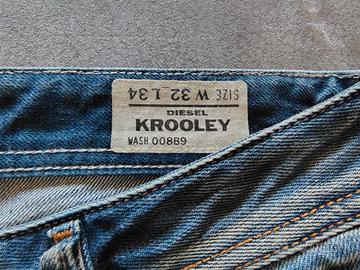 SIZE W 32 L 34
DIESEL
KROOLEY
WASH 008B9